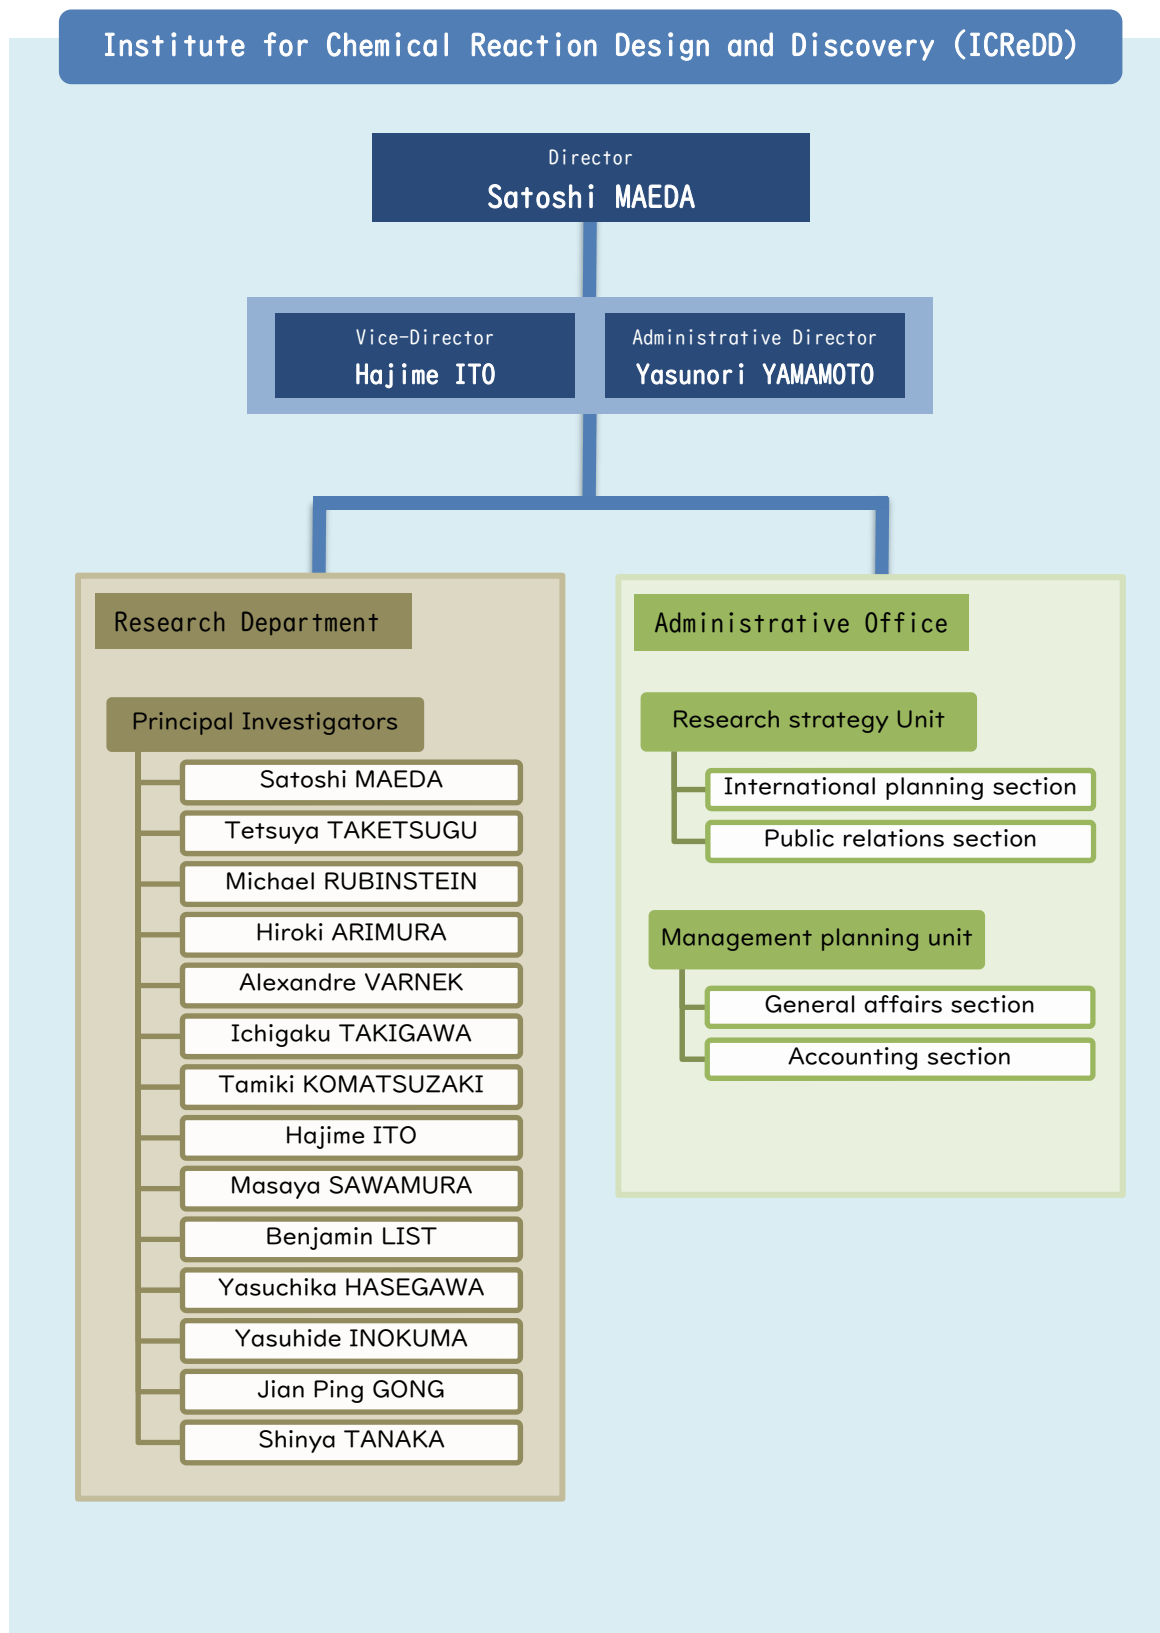 Institute for Chemical Reaction Design and Discovery (ICReDD)
Director
Satoshi MAEDA
Vice-Director
Hajime ITO
Administrative Director
Yasunori YAMAMOTO
Research Department
Principal Investigators
Satoshi MAEDA
Tetsuya TAKETSUGU
Michael RUBINSTEIN
Hiroki ARIMURA
Alexandre VARNEK
Ichigaku TAKIGAWA
Tamiki KOMATSUZAKI
Hajime ITO
Masaya SAWAMURA
Benjamin LIST
Yasuchika HASEGAWA
Yasuhide INOKUMA
Jian Ping GONG
Shinya TANAKA
Administrative Office
Research strategy Unit
International planning section
Public relations section
Management planning unit
General affairs section
Accounting section